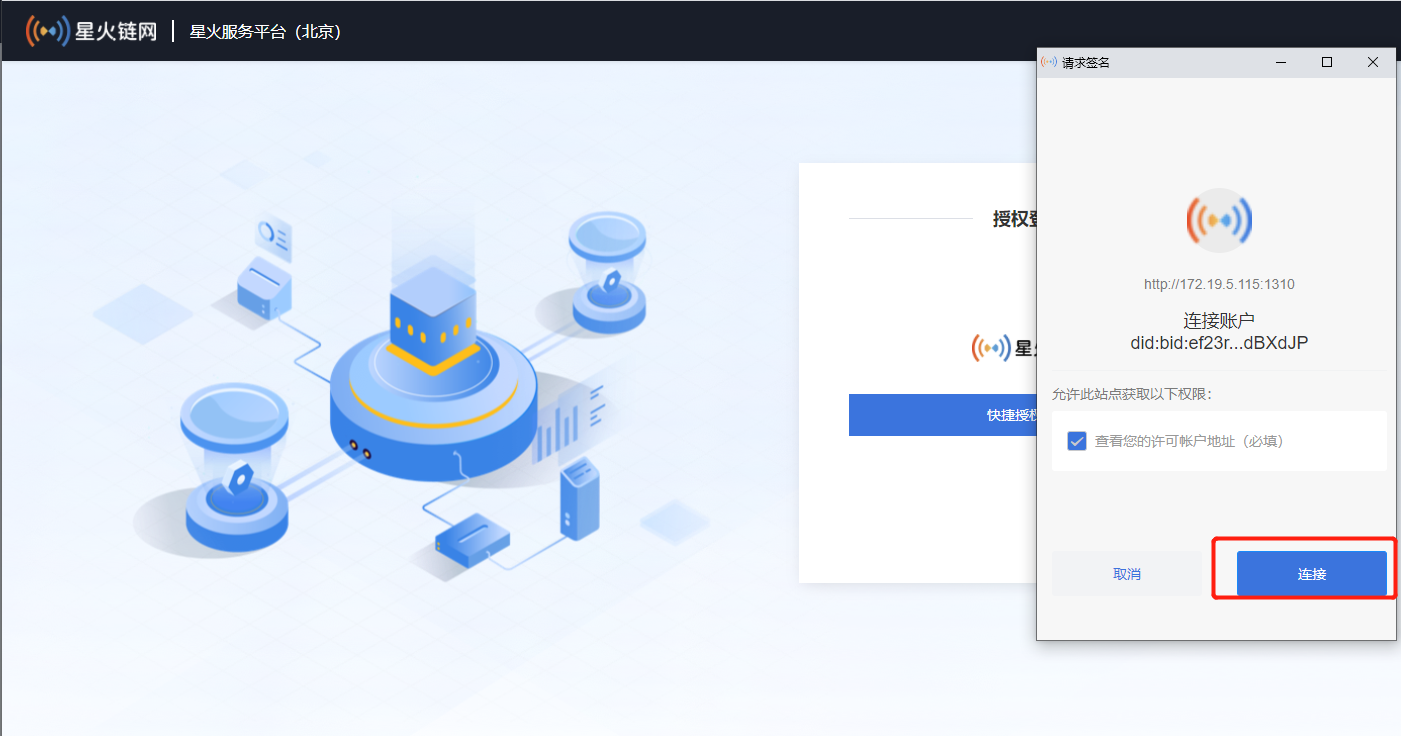 星火链网
星火服务平台（北京）
授权登
星火
快捷授权
请求签名
http://172.19.5.115:1310
连接账户
did:bid:ef23r...dBXdJP
允许此站点获取以下权限：
查看您的许可帐户地址（必填）
取消
连接